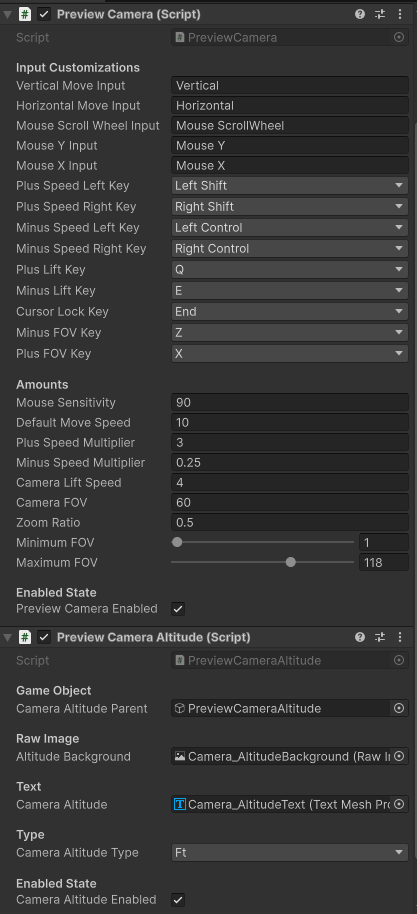 Preview Camera (Script)
Script PreviewCamera
Input Customizations
Vertical Move Input Vertical
Horizontal Move Input Horizontal
Mouse Scroll Wheel Input Mouse ScrollWheel
Mouse Y Input Mouse Y
Mouse X Input Mouse X
Plus Speed Left Key Left Shift
Plus Speed Right Key Right Shift
Minus Speed Left Key Left Control
Minus Speed Right Key Right Control
Plus Lift Key Q
Minus Lift Key E
Cursor Lock Key End
Minus FOV Key Z
Plus FOV Key X
Amounts
Mouse Sensitivity 90
Default Move Speed 10
Plus Speed Multiplier 3
Minus Speed Multiplier 0.25
Camera Lift Speed 4
Camera FOV 60
Zoom Ratio 0.5
Minimum FOV 1
Maximum FOV 118
Enabled State
Preview Camera Enabled
Preview Camera Altitude (Script)
Script PreviewCameraAltitude
Game Object
Camera Altitude Parent PreviewCameraAltitude
Raw Image
Altitude Background Camera_AltitudeBackground (Raw I
Text
Camera Altitude Camera_AltitudeText (Text Mesh Pro
Type
Camera Altitude Type Ft
Enabled State
Camera Altitude Enabled